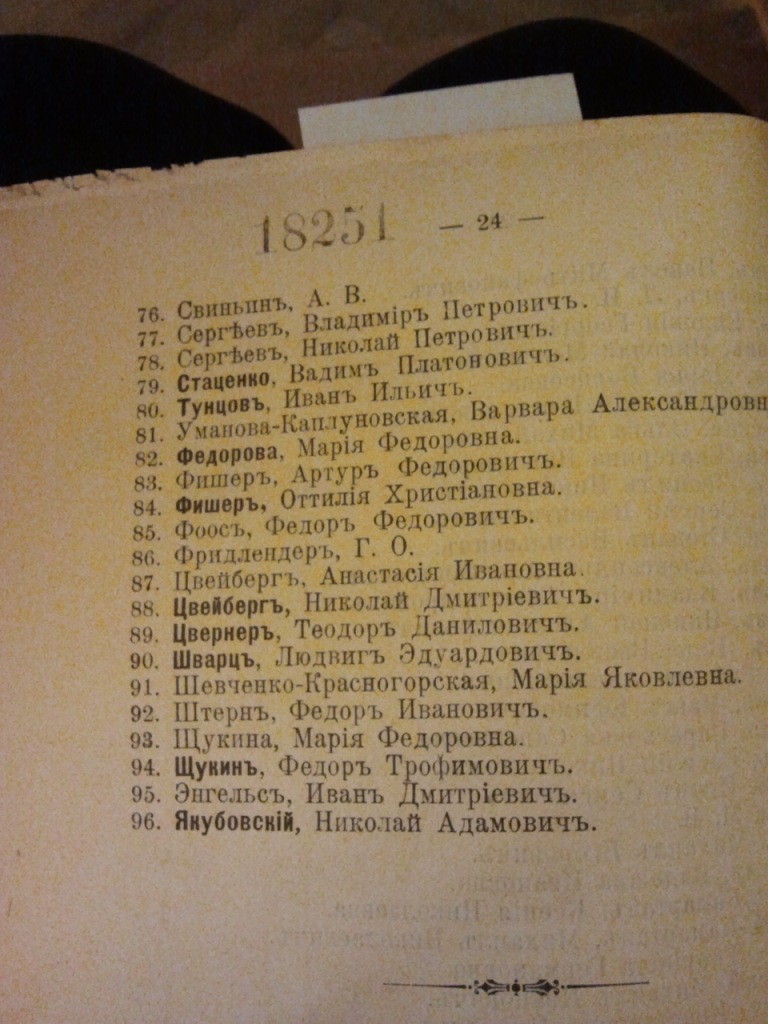 18251 — 24 —
76. Свиньинъ, А. В.
77. Сергѣевъ, Владиміръ Петровичъ.
78. Сергѣевъ, Николай Петровичъ.
79. Стаценко, Вадимъ Платоновичъ.
80. Тунцовъ, Иванъ Ильичъ.
81. Уманова-Каплуновская, Варвара Александровн
82. Федорова, Марія Федоровна.
83. Фишеръ, Артуръ Федоровичъ.
84. Фишеръ, Оттилія Христіановна.
85. Фоосъ, Федоръ Федоровичъ.
86. Фридлендеръ, Г. О.
87. Цвейбергъ, Анастасія Ивановна.
88. Цвейбергъ, Николай Дмитріевичъ.
89. Цвернеръ, Теодоръ Даниловичъ.
90. Шварцъ, Людвигъ Эдуардовичъ.
91. Шевченко-Красногорская, Марія Яковлевна.
92. Штернъ, Федоръ Ивановичъ.
93. Щукина, Марія Федоровна.
94. Щукинъ, Федоръ Трофимовичъ.
95. Энгельсъ, Иванъ Дмитріевичъ.
96. Якубовскій, Николай Адамовичъ.